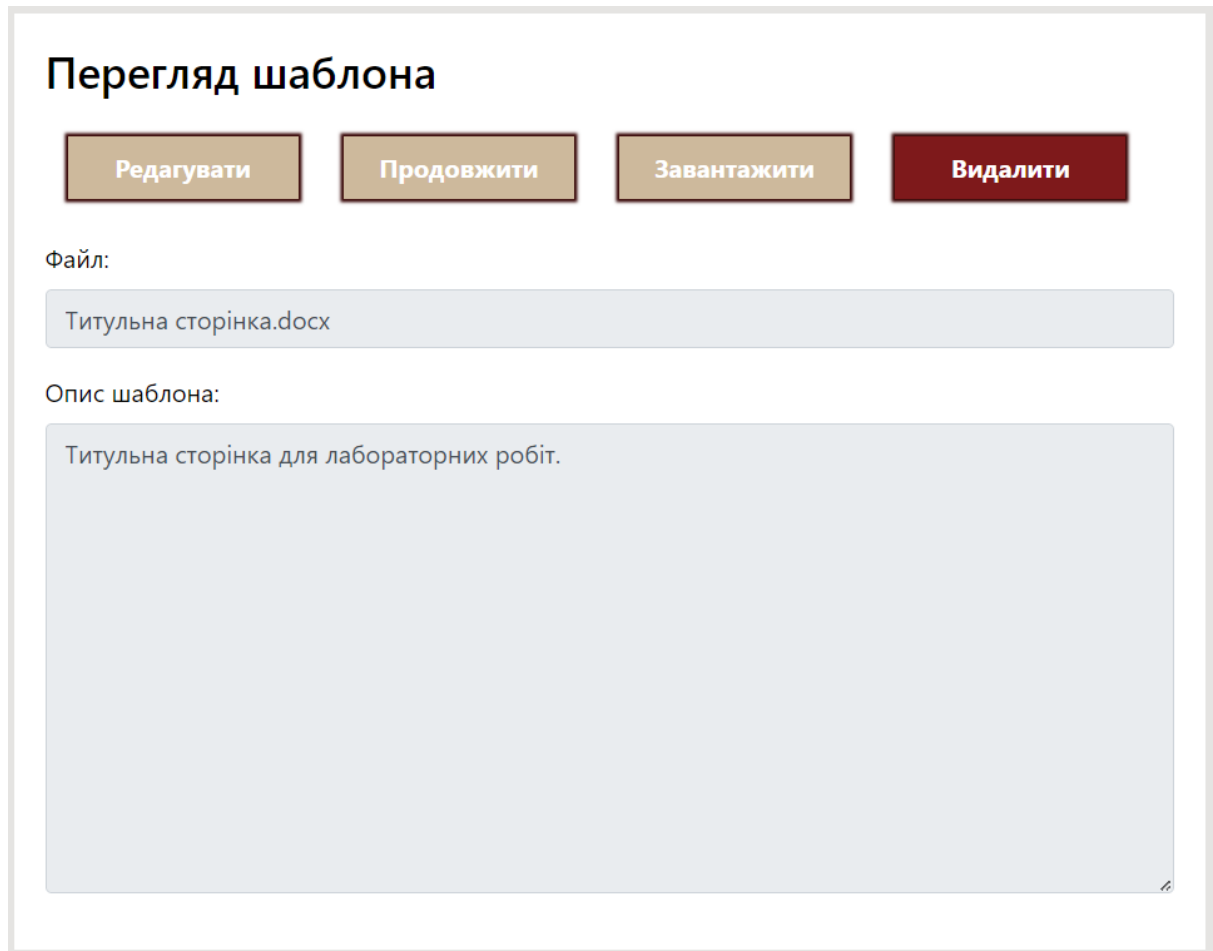 Перегляд шаблона
Редагувати Продовжити Завантажити Видалити
Файл:
Титульна сторінка.docx
Опис шаблона:
Титульна сторінка для лабораторних робіт.